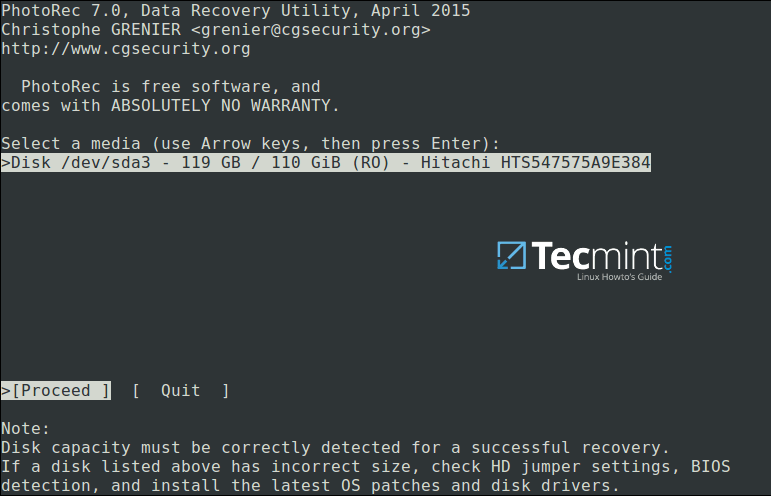 PhotoRec 7.0, Data Recovery Utility, April 2015
Christophe GRENIER <grenier@cgsecurity.org>
http://www.cgsecurity.org
  PhotoRec is free software, and
comes with ABSOLUTELY NO WARRANTY.
Select a media (use Arrow keys, then press Enter):
>Disk /dev/sda3 - 119 GB / 110 GiB (RO) - Hitachi HTS547575A9E384
Tecmint.com
Linux Howto's Guide
>[Proceed ]  [  Quit  ]
Note:
Disk capacity must be correctly detected for a successful recovery.
If a disk listed above has incorrect size, check HD jumper settings, BIOS
detection, and install the latest OS patches and disk drivers.